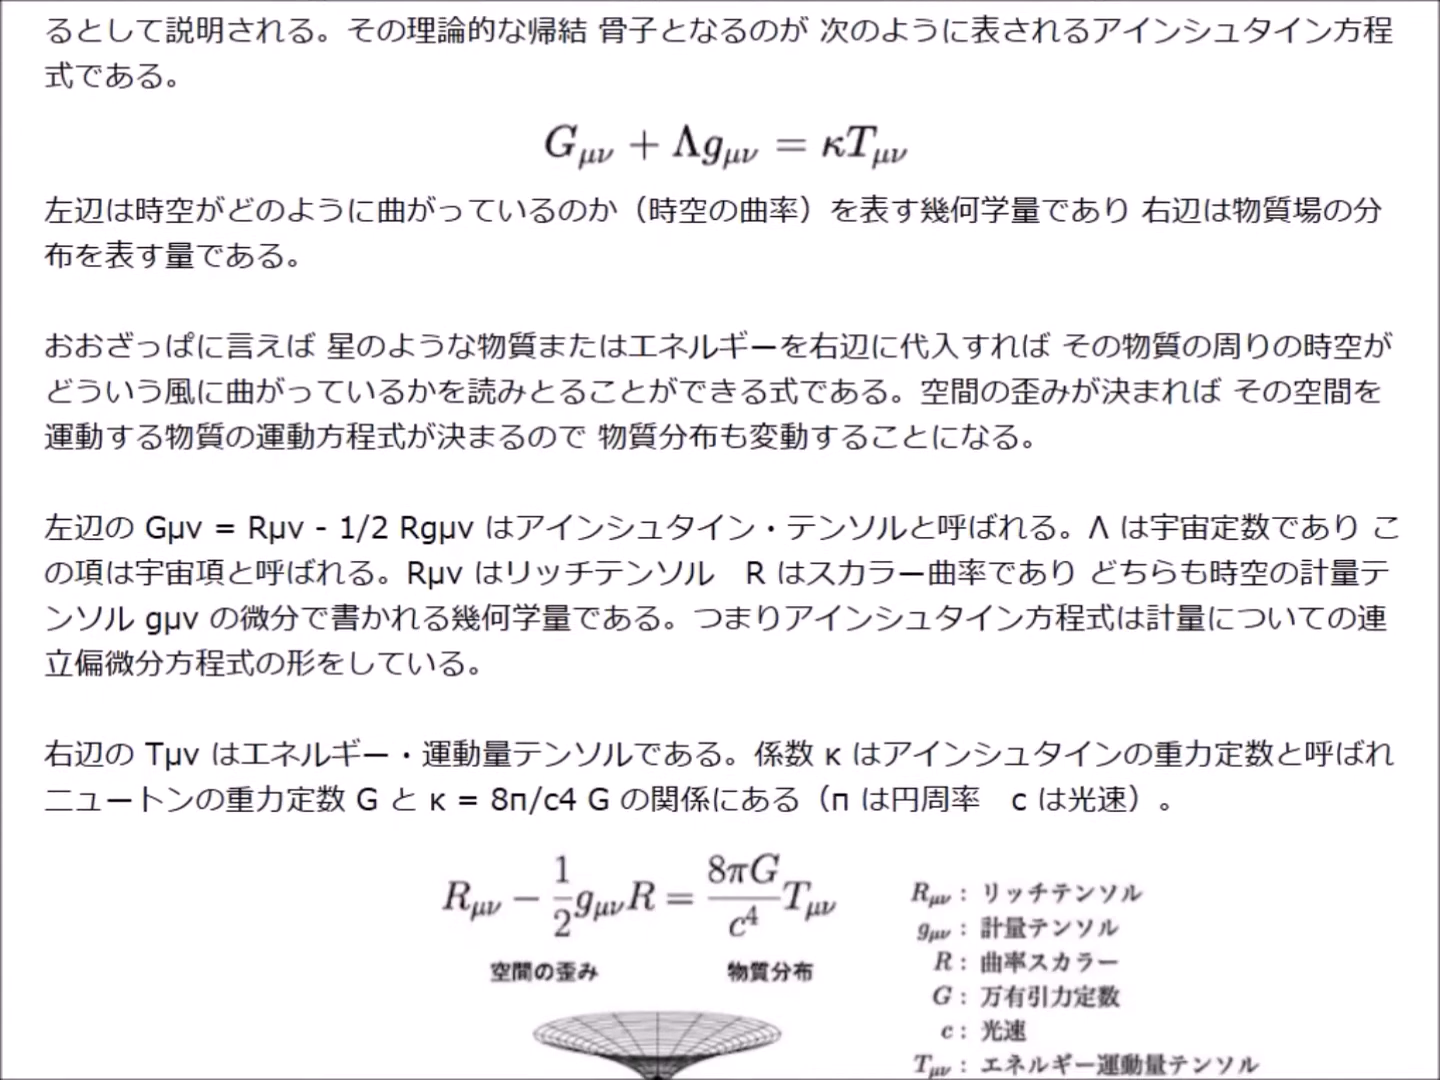 るとして説明される。その理論的な帰結 骨子となるのが 次のように表されるアインシュタイン方程
式である。
Gμν + Λgμν = κTμν
左辺は時空がどのように曲がっているのか（時空の曲率）を表す幾何学量であり 右辺は物質場の分
布を表す量である。
おおざっぱに言えば 星のような物質またはエネルギーを右辺に代入すれば その物質の周りの時空が
どういう風に曲がっているかを読みとることができる式である。空間の歪みが決まれば その空間を
運動する物質の運動方程式が決まるので 物質分布も変動することになる。
左辺の Gμν = Rμν - 1/2 Rgμν はアインシュタイン・テンソルと呼ばれる。Λ は宇宙定数であり こ
の項は宇宙項と呼ばれる。Rμν はリッチテンソル　R はスカラー曲率であり どちらも時空の計量テ
ンソル gμν の微分で書かれる幾何学量である。つまりアインシュタイン方程式は計量についての連
立偏微分方程式の形をしている。
右辺の Tμν はエネルギー・運動量テンソルである。係数 κ はアインシュタインの重力定数と呼ばれ
ニュートンの重力定数 G と κ = 8π/c4 G の関係にある（π は円周率　c は光速）。
Rμν − 1/2 gμνR = 8πG/c⁴ Tμν
空間の歪み 物質分布
Rμν : リッチテンソル
gμν : 計量テンソル
R : 曲率スカラー
G : 万有引力定数
c : 光速
Tμν : エネルギー運動量テンソル